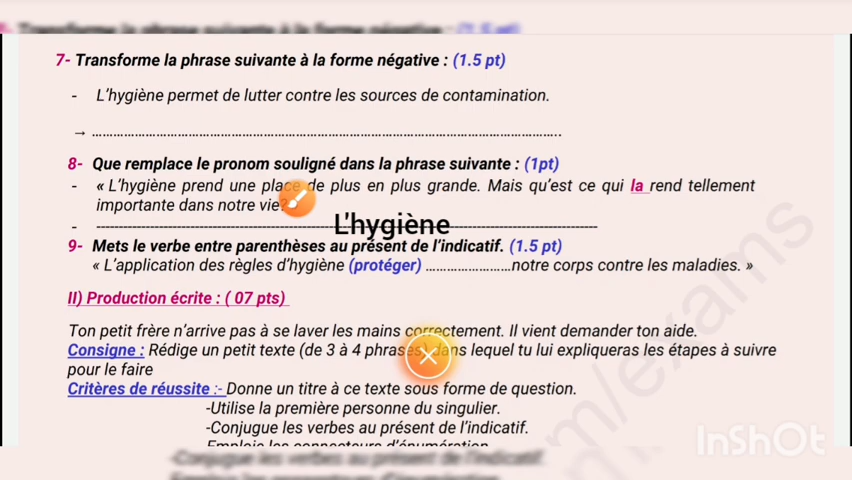 7- Transforme la phrase suivante à la forme négative : (1.5 pt)
- L'hygiène permet de lutter contre les sources de contamination.
→ ………………………………………………………………………………………………………………..
8- Que remplace le pronom souligné dans la phrase suivante : (1pt)
- « L'hygiène prend une place de plus en plus grande. Mais qu'est ce qui la rend tellement
importante dans notre vie?
- L'hygiène
9- Mets le verbe entre parenthèses au présent de l'indicatif. (1.5 pt)
« L'application des règles d'hygiène (protéger) ……………………notre corps contre les maladies. »
II) Production écrite : ( 07 pts)
Ton petit frère n'arrive pas à se laver les mains correctement. Il vient demander ton aide.
Consigne : Rédige un petit texte (de 3 à 4 phrases) dans lequel tu lui expliqueras les étapes à suivre
pour le faire
Critères de réussite :- Donne un titre à ce texte sous forme de question.
-Utilise la première personne du singulier.
-Conjugue les verbes au présent de l'indicatif.
Emploie les connecteurs d'énumération
InShOt